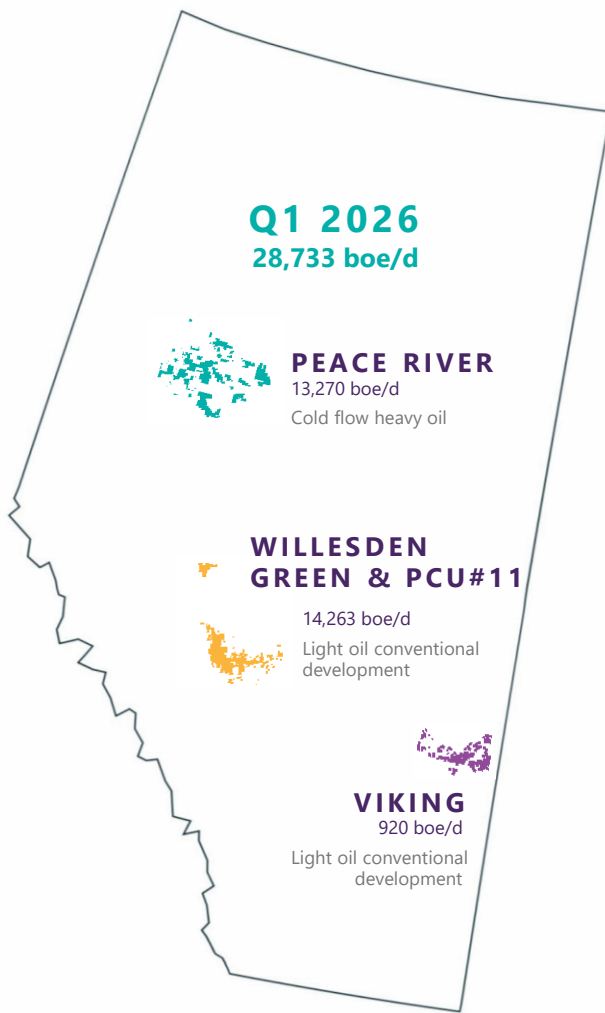 Q1 2026
28,733 boe/d
PEACE RIVER
13,270 boe/d
Cold flow heavy oil
WILLESDEN
GREEN & PCU#11
14,263 boe/d
Light oil conventional
development
VIKING
920 boe/d
Light oil conventional
development